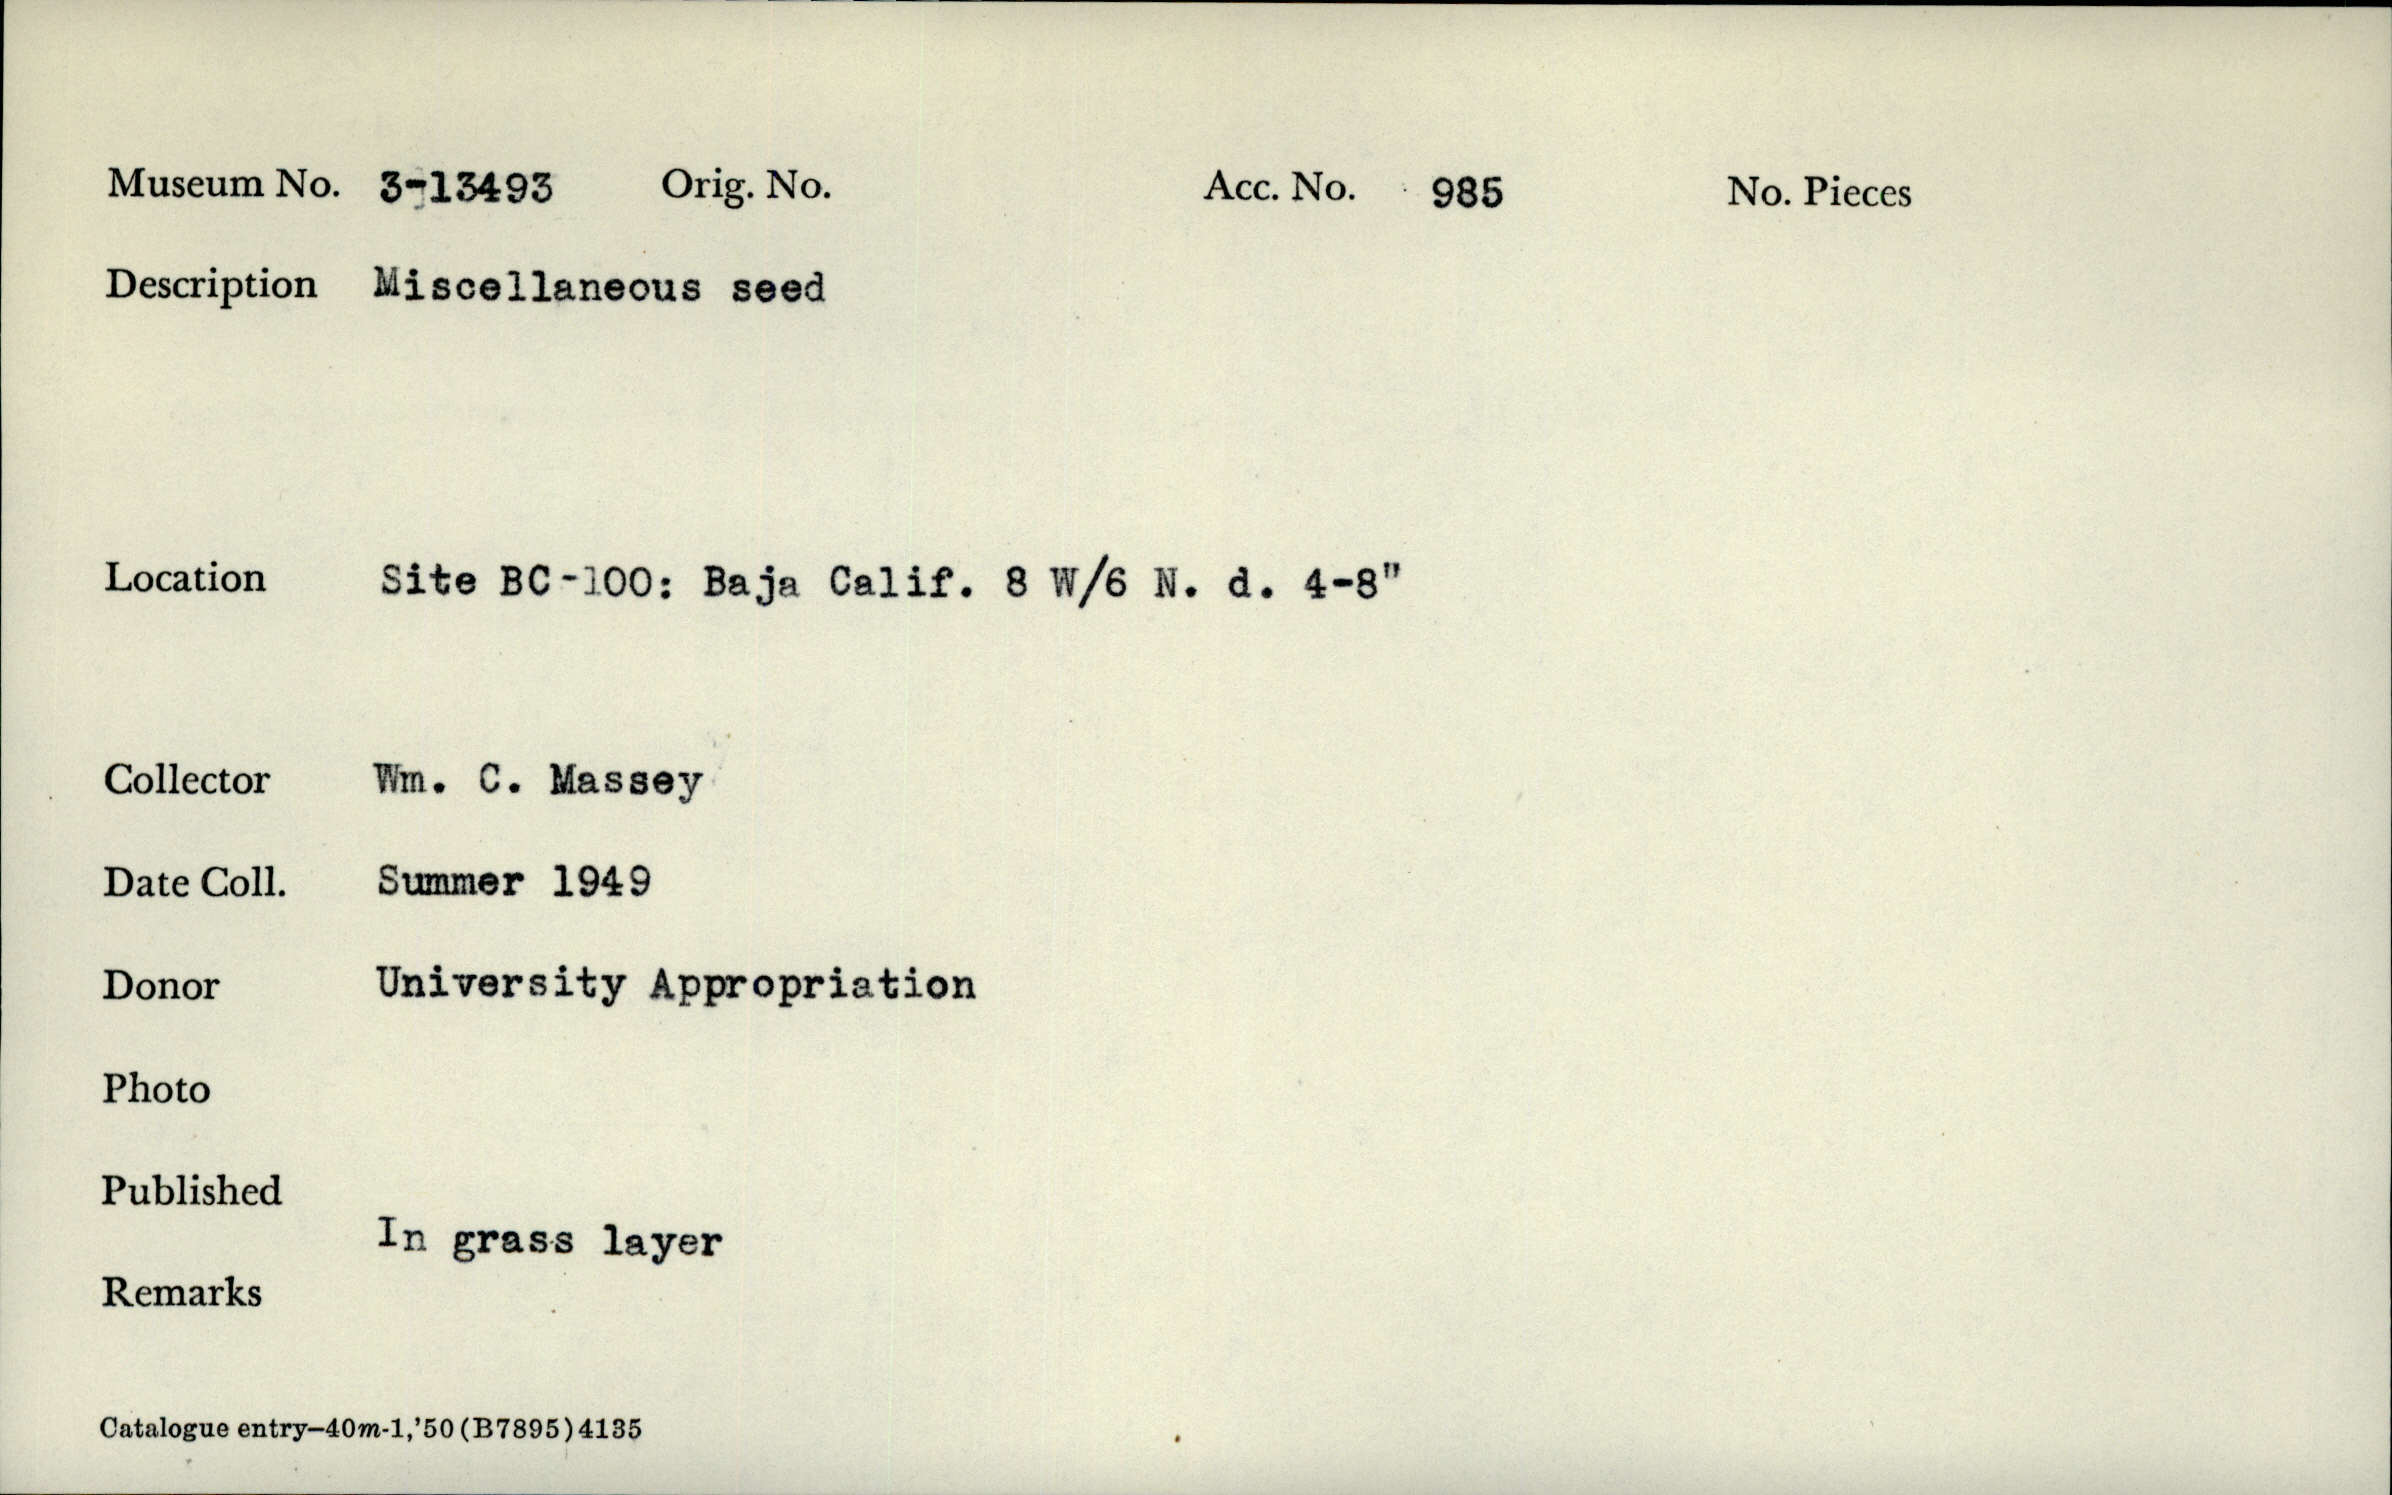 Museum No. 3-13493 Orig. No. Acc. No. 985 No. Pieces
Description Miscellaneous seed
Location Site BC-100: Baja Calif. 8 W/6 N. d. 4-8"
Collector Wm. C. Massey
Date Coll. Summer 1949
Donor University Appropriation
Photo
Published
In grass layer
Remarks
Catalogue entry—40m-1,'50(B7895)4135